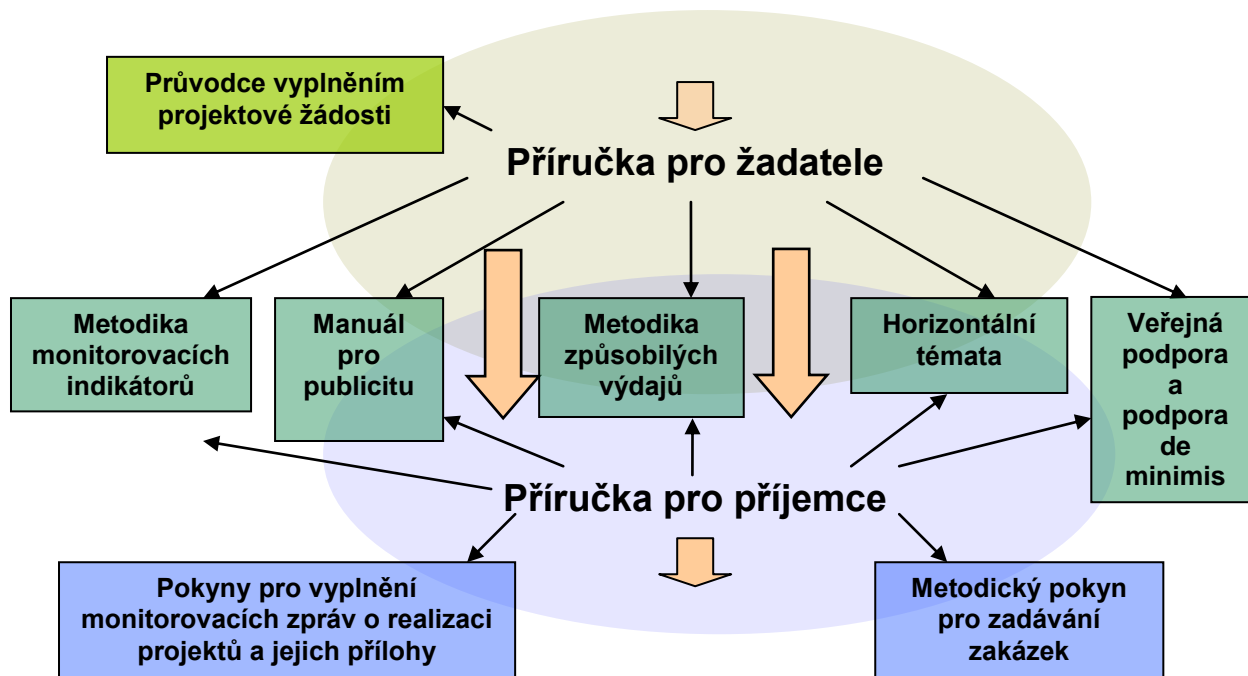 Průvodce vyplněním
projektové žádosti
Příručka pro žadatele
Metodika
monitorovacích
indikátorů
Manuál
pro
publicitu
Metodika
způsobilých
výdajů
Horizontální
témata
Veřejná
podpora
a
podpora
de
minimis
Příručka pro příjemce
Pokyny pro vyplnění
monitorovacích zpráv o realizaci
projektů a jejich přílohy
Metodický pokyn
pro zadávání
zakázek